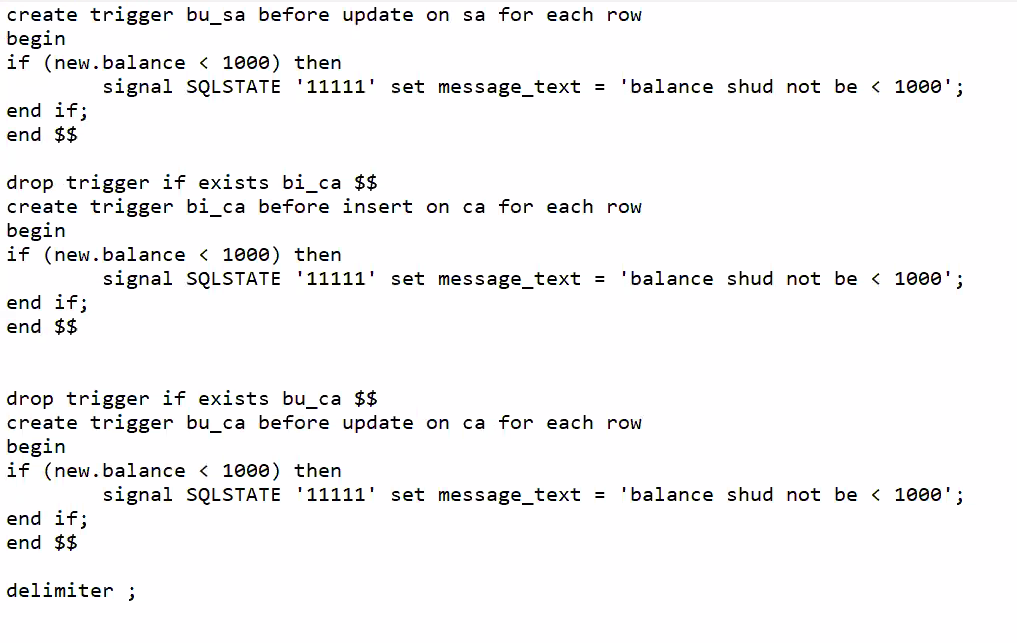 create trigger bu_sa before update on sa for each row
begin
if (new.balance < 1000) then
        signal SQLSTATE '11111' set message_text = 'balance shud not be < 1000';
end if;
end $$

drop trigger if exists bi_ca $$
create trigger bi_ca before insert on ca for each row
begin
if (new.balance < 1000) then
        signal SQLSTATE '11111' set message_text = 'balance shud not be < 1000';
end if;
end $$


drop trigger if exists bu_ca $$
create trigger bu_ca before update on ca for each row
begin
if (new.balance < 1000) then
        signal SQLSTATE '11111' set message_text = 'balance shud not be < 1000';
end if;
end $$

delimiter ;